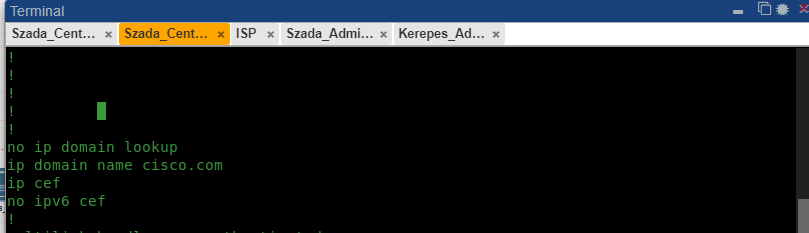 Terminal
Szada_Cent... × Szada_Cent... × ISP × Szada_Admi... × Kerepes_Ad... ×
!
!
!
!
!
no ip domain lookup
ip domain name cisco.com
ip cef
no ipv6 cef
!